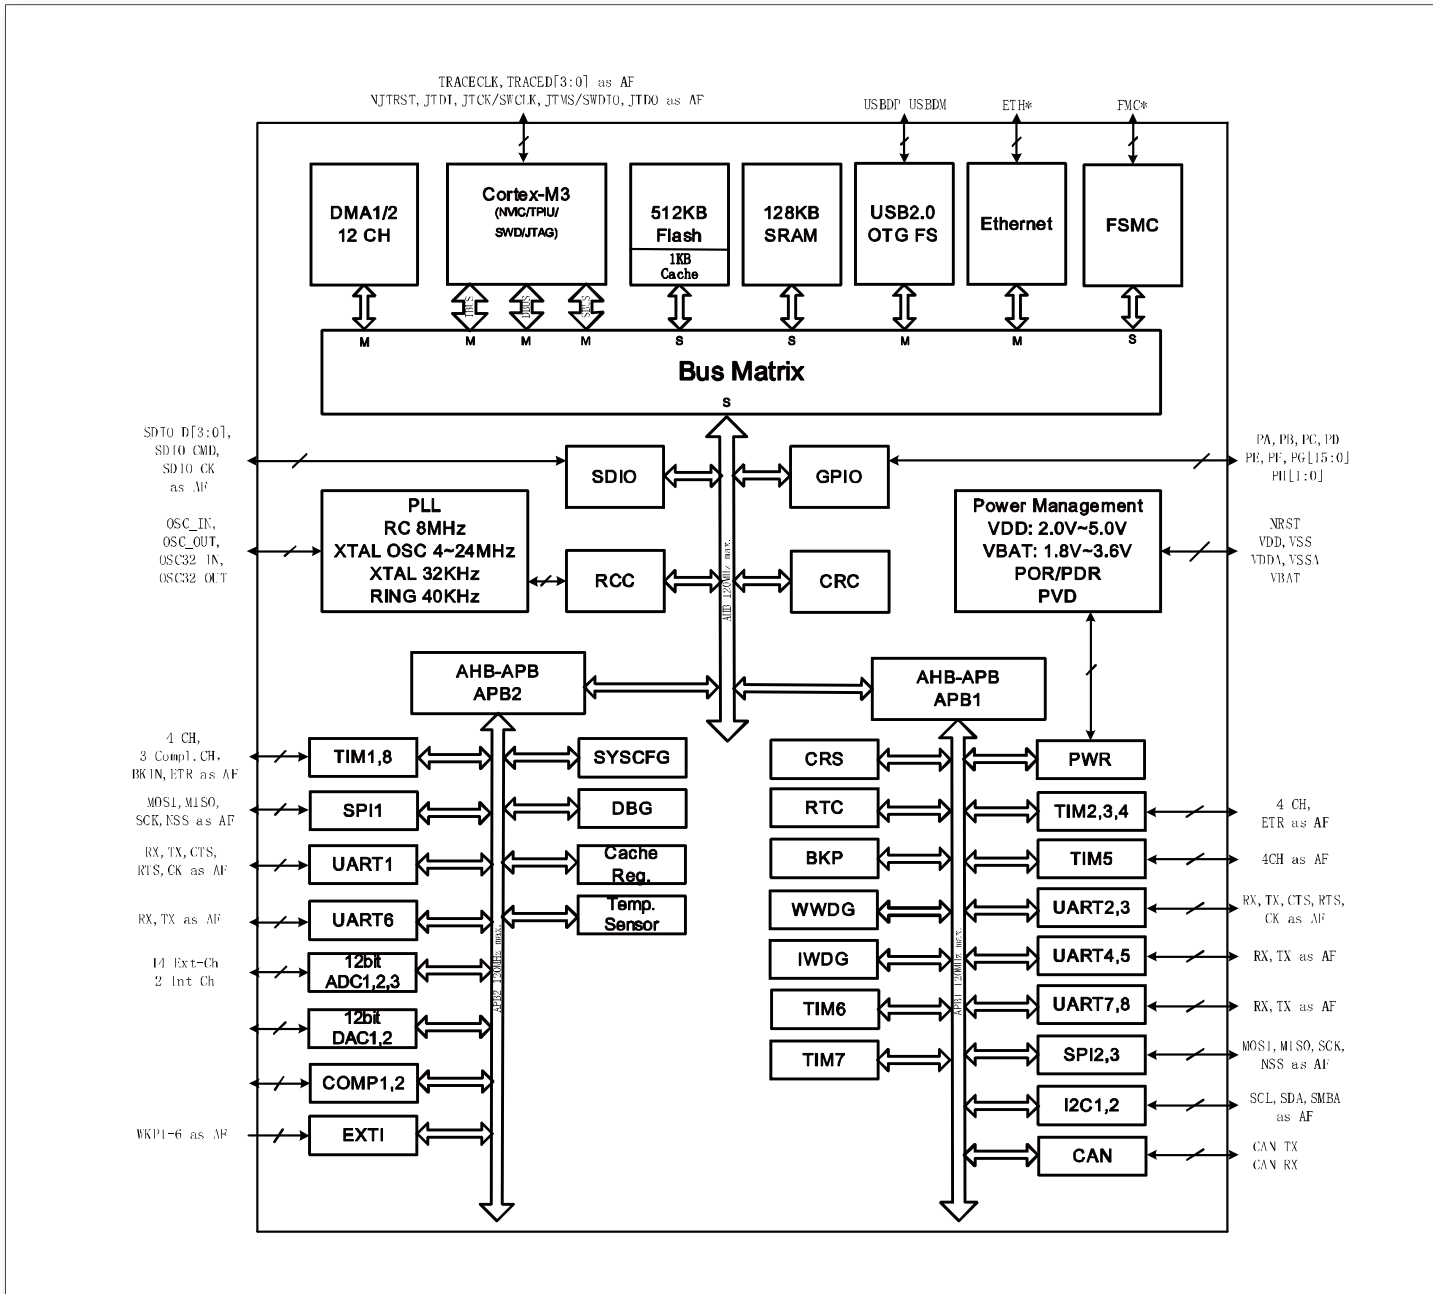 TRACECLK, TRACED[3:0] as AF
NJTRST, JTDI, JTCK/SWCLK, JTMS/SWDIO, JTDO as AF
USBDP USBDM
ETH*
FMC*
DMA1/2
12 CH
Cortex-M3
(NVIC/TPIU/
SWD/JTAG)
512KB
Flash
1KB
Cache
128KB
SRAM
USB2.0
OTG FS
Ethernet
FSMC
IBUS
DBUS
SBUS
M
M
M
M
S
S
M
M
S
Bus Matrix
S
SDIO D[3:0],
SDIO CMD,
SDIO CK
as AF
SDIO
GPIO
PA, PB, PC, PD
PE, PF, PG[15:0]
PH[1:0]
OSC_IN,
OSC_OUT,
OSC32 IN,
OSC32 OUT
PLL
RC 8MHz
XTAL OSC 4~24MHz
XTAL 32KHz
RING 40KHz
RCC
AHB 120MHz max.
CRC
Power Management
VDD: 2.0V~5.0V
VBAT: 1.8V~3.6V
POR/PDR
PVD
NRST
VDD, VSS
VDDA, VSSA
VBAT
AHB-APB
APB2
AHB-APB
APB1
4 CH,
3 Compl.CH,
BKIN, ETR as AF
TIM1,8
SYSCFG
MOSI, MISO,
SCK, NSS as AF
SPI1
DBG
RX, TX, CTS,
RTS, CK as AF
UART1
Cache
Reg.
RX, TX as AF
UART6
Temp.
Sensor
14 Ext-Ch
2 Int Ch
12bit
ADC1,2,3
12bit
DAC1,2
COMP1,2
WKP1-6 as AF
EXTI
APB2 120MHz max.
CRS
RTC
BKP
WWDG
IWDG
TIM6
TIM7
APB1 120MHz max.
PWR
TIM2,3,4
4 CH,
ETR as AF
TIM5
4CH as AF
UART2,3
RX, TX, CTS, RTS,
CK as AF
UART4,5
RX, TX as AF
UART7,8
RX, TX as AF
SPI2,3
MOSI, MISO, SCK,
NSS as AF
I2C1,2
SCL, SDA, SMBA
as AF
CAN
CAN TX
CAN RX